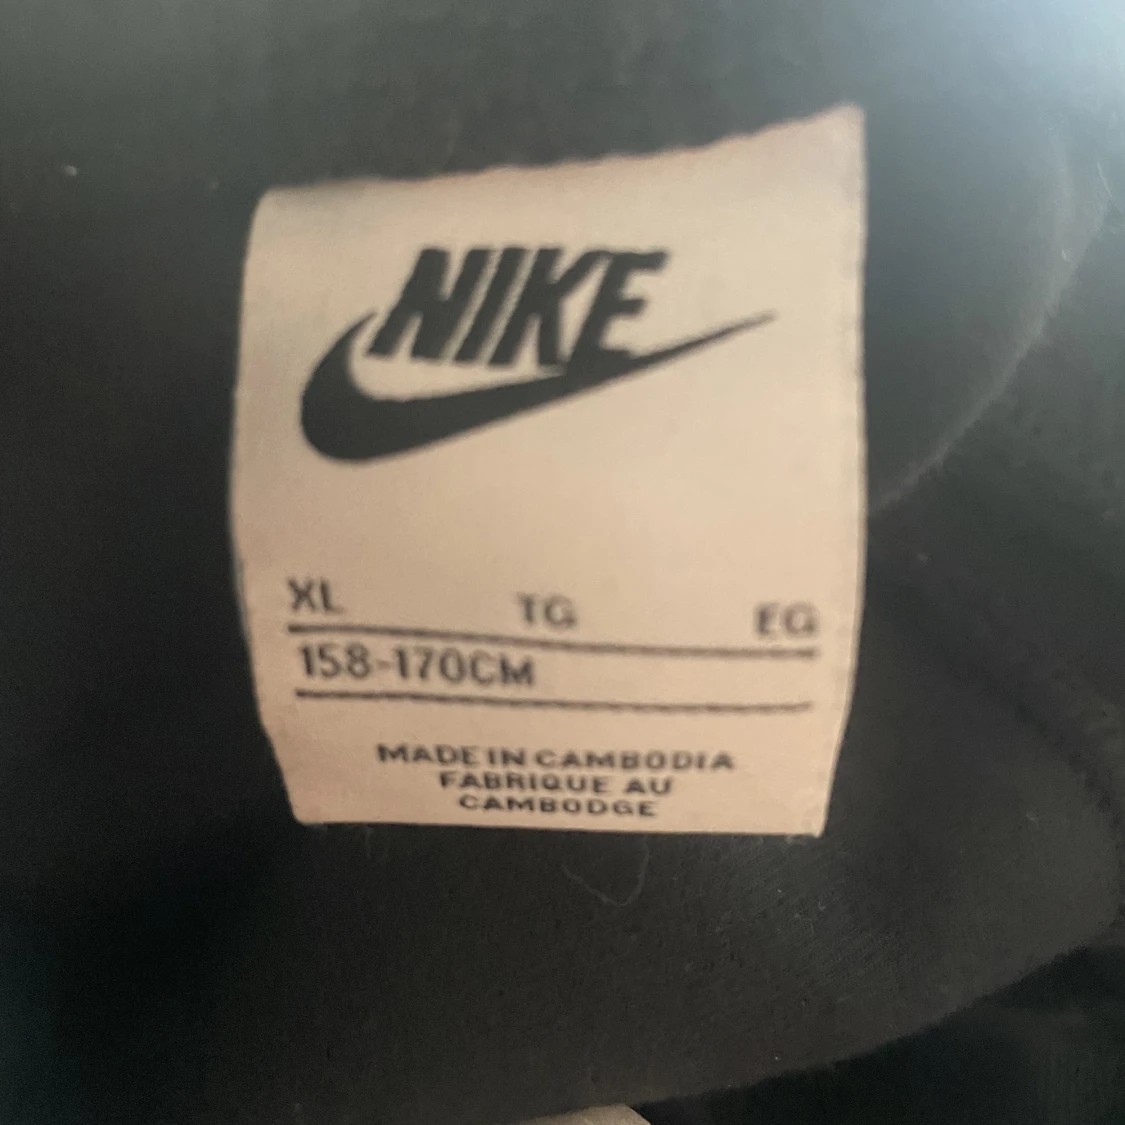 NIKE
XL TG EG
158-170CM
MADE IN CAMBODIA
FABRIQUE AU
CAMBODGE